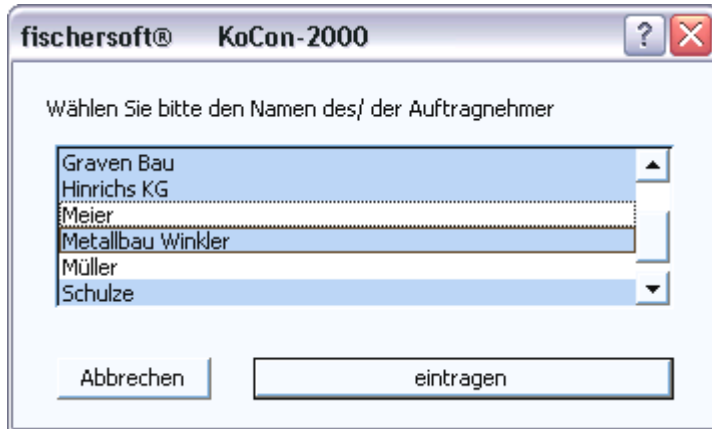 fischersoft® KoCon-2000
?
Wählen Sie bitte den Namen des/ der Auftragnehmer
Graven Bau
Hinrichs KG
Meier
Metallbau Winkler
Müller
Schulze
Abbrechen eintragen